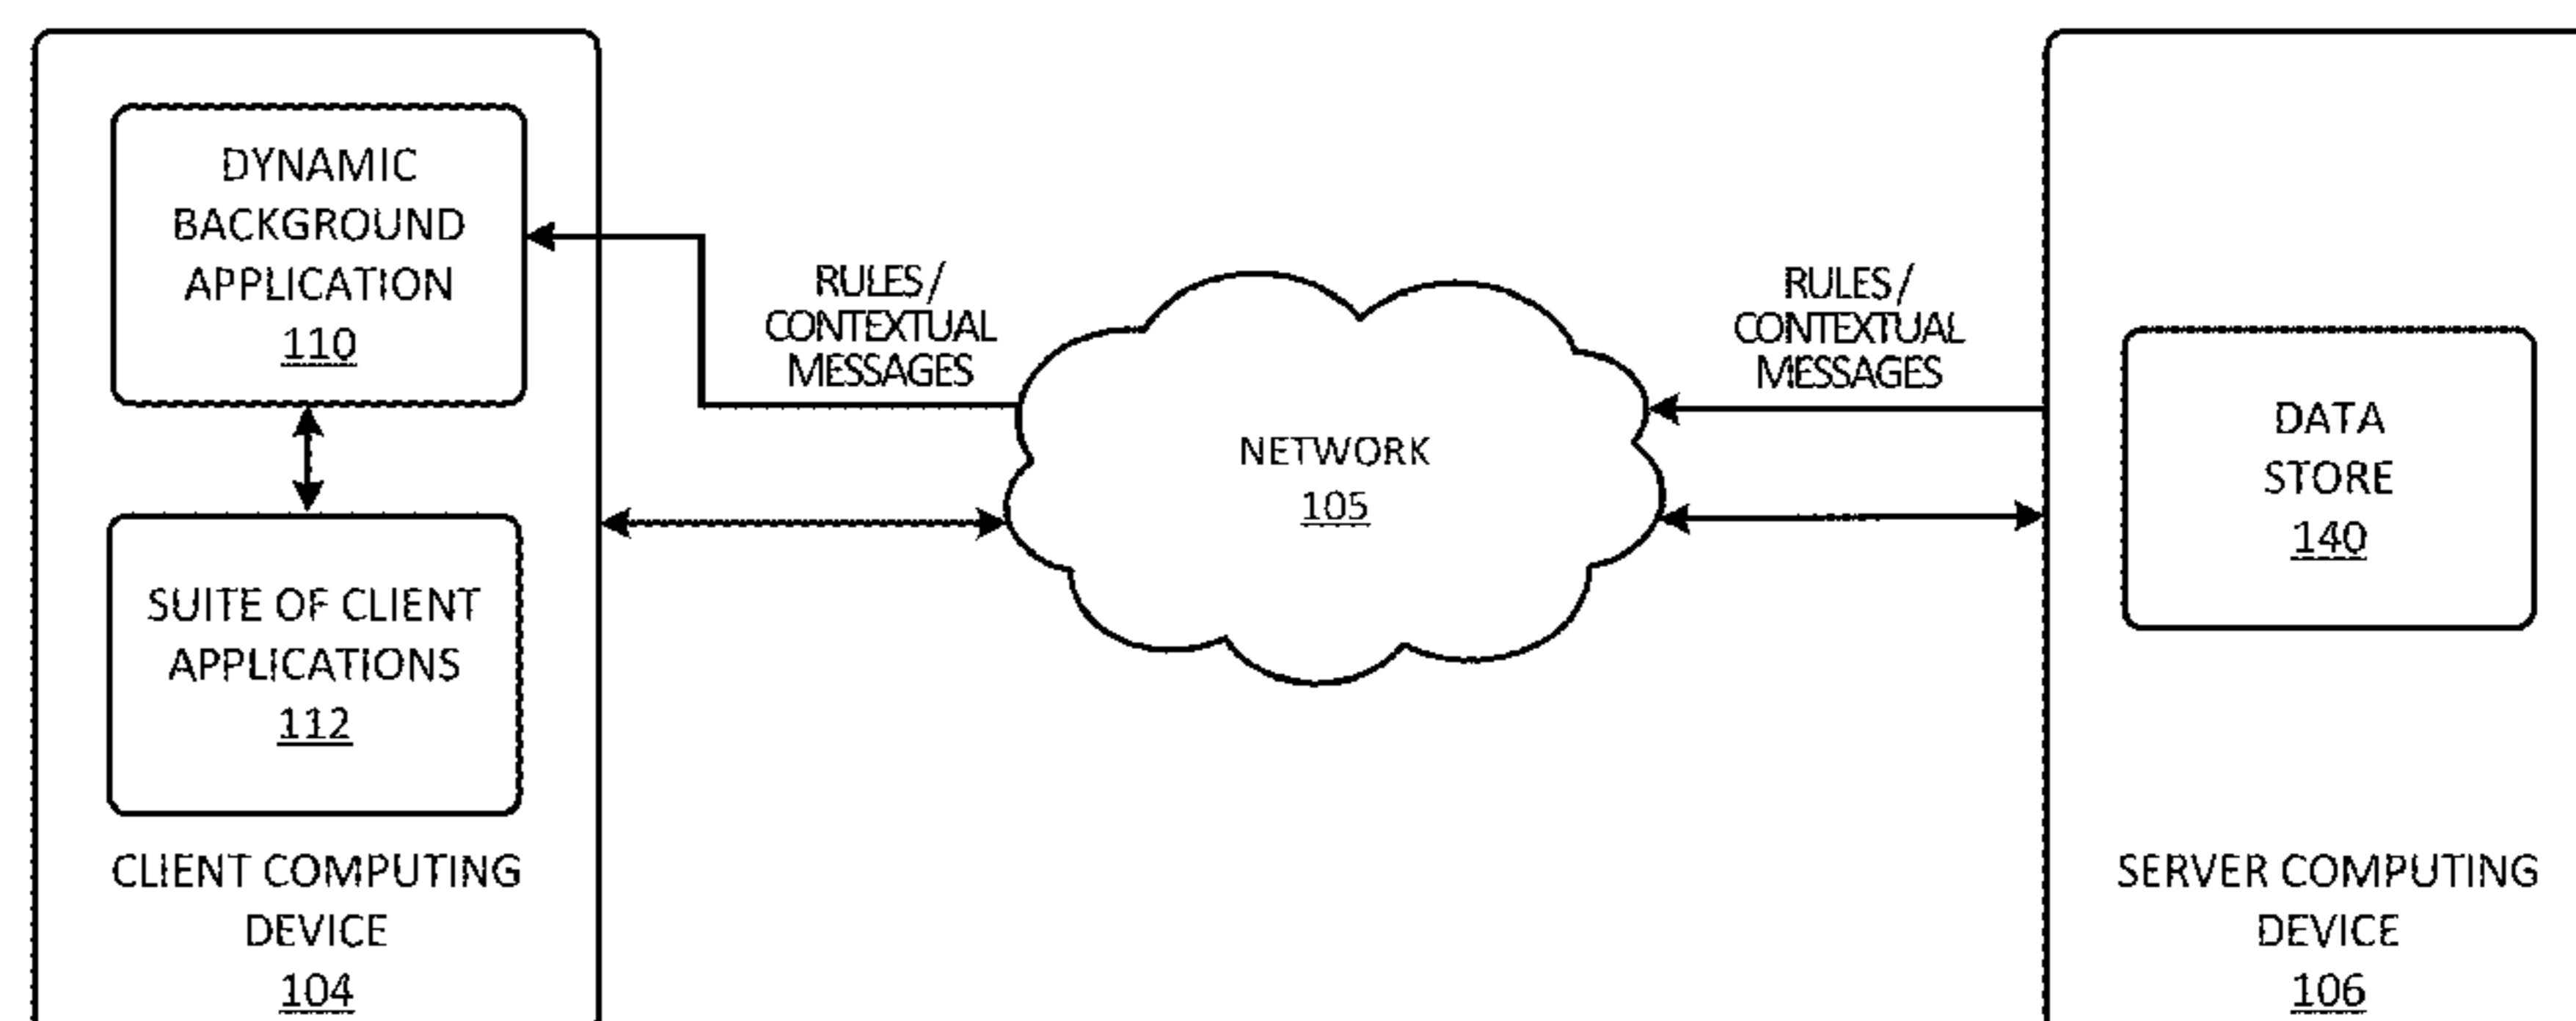 DYNAMIC
BACKGROUND
APPLICATION
110
SUITE OF CLIENT
APPLICATIONS
112
CLIENT COMPUTING
DEVICE
104
RULES /
CONTEXTUAL
MESSAGES
NETWORK
105
RULES /
CONTEXTUAL
MESSAGES
DATA
STORE
140
SERVER COMPUTING
DEVICE
106